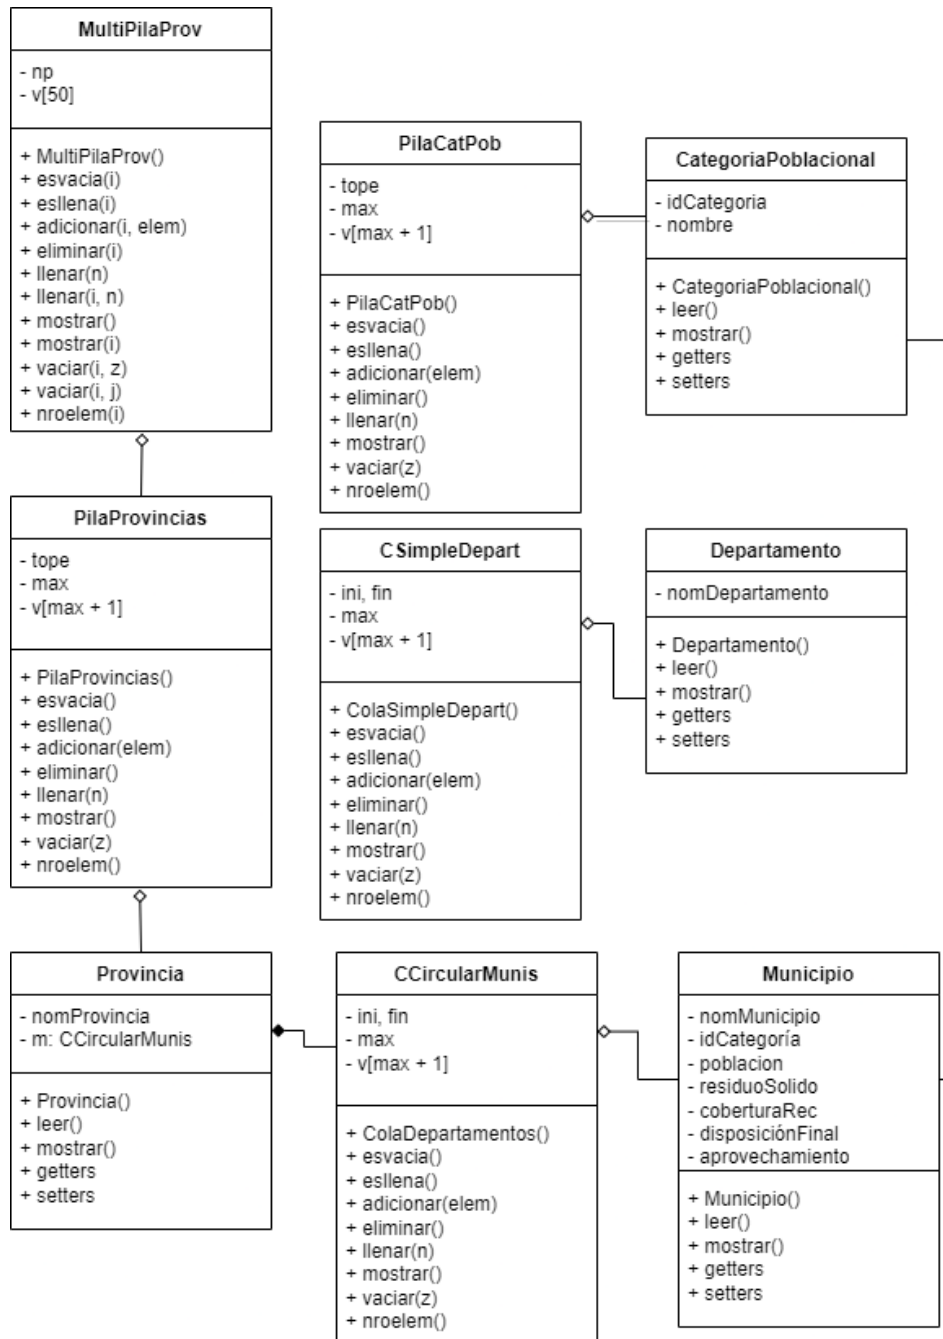 MultiPilaProv
- np
- v[50]
+ MultiPilaProv()
+ esvacia(i)
+ esllena(i)
+ adicionar(i, elem)
+ eliminar(i)
+ llenar(n)
+ llenar(i, n)
+ mostrar()
+ mostrar(i)
+ vaciar(i, z)
+ vaciar(i, j)
+ nroelem(i)
PilaCatPob
- tope
- max
- v[max + 1]
+ PilaCatPob()
+ esvacia()
+ esllena()
+ adicionar(elem)
+ eliminar()
+ llenar(n)
+ mostrar()
+ vaciar(z)
+ nroelem()
CategoriaPoblacional
- idCategoria
- nombre
+ CategoriaPoblacional()
+ leer()
+ mostrar()
+ getters
+ setters
PilaProvincias
- tope
- max
- v[max + 1]
+ PilaProvincias()
+ esvacia()
+ esllena()
+ adicionar(elem)
+ eliminar()
+ llenar(n)
+ mostrar()
+ vaciar(z)
+ nroelem()
CSimpleDepart
- ini, fin
- max
- v[max + 1]
+ ColaSimpleDepart()
+ esvacia()
+ esllena()
+ adicionar(elem)
+ eliminar()
+ llenar(n)
+ mostrar()
+ vaciar(z)
+ nroelem()
Departamento
- nomDepartamento
+ Departamento()
+ leer()
+ mostrar()
+ getters
+ setters
Provincia
- nomProvincia
- m: CCircularMunis
+ Provincia()
+ leer()
+ mostrar()
+ getters
+ setters
CCircularMunis
- ini, fin
- max
- v[max + 1]
+ ColaDepartamentos()
+ esvacia()
+ esllena()
+ adicionar(elem)
+ eliminar()
+ llenar(n)
+ mostrar()
+ vaciar(z)
+ nroelem()
Municipio
- nomMunicipio
- idCategoría
- poblacion
- residuoSolido
- coberturaRec
- disposiciónFinal
- aprovechamiento
+ Municipio()
+ leer()
+ mostrar()
+ getters
+ setters